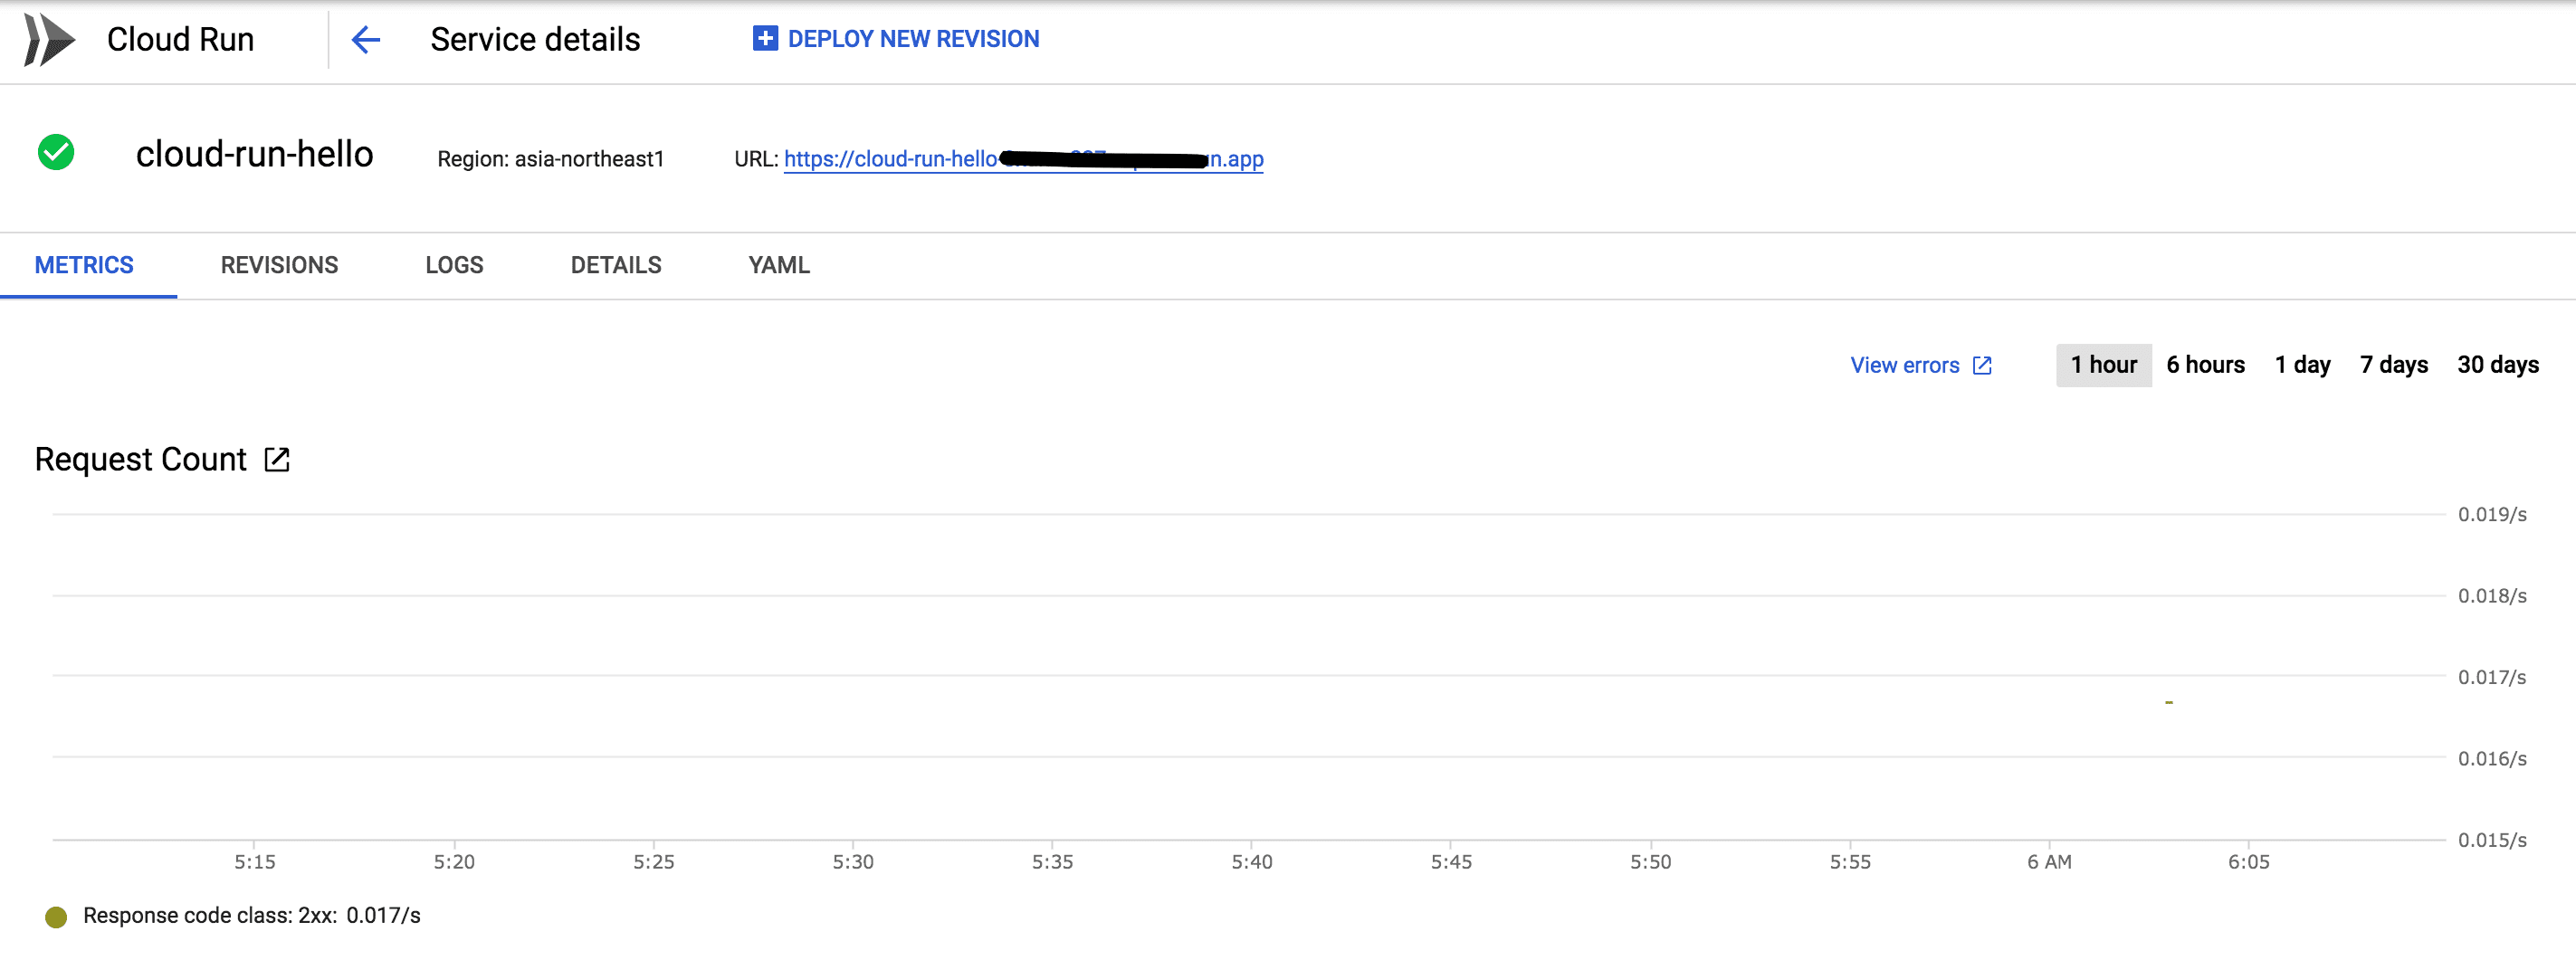 Cloud Run
Service details
DEPLOY NEW REVISION
cloud-run-hello
Region: asia-northeast1
URL: https://cloud-run-hello- n.app
METRICS
REVISIONS
LOGS
DETAILS
YAML
View errors
1 hour
6 hours
1 day
7 days
30 days
Request Count
0.019/s
0.018/s
0.017/s
0.016/s
0.015/s
5:15
5:20
5:25
5:30
5:35
5:40
5:45
5:50
5:55
6 AM
6:05
Response code class: 2xx: 0.017/s